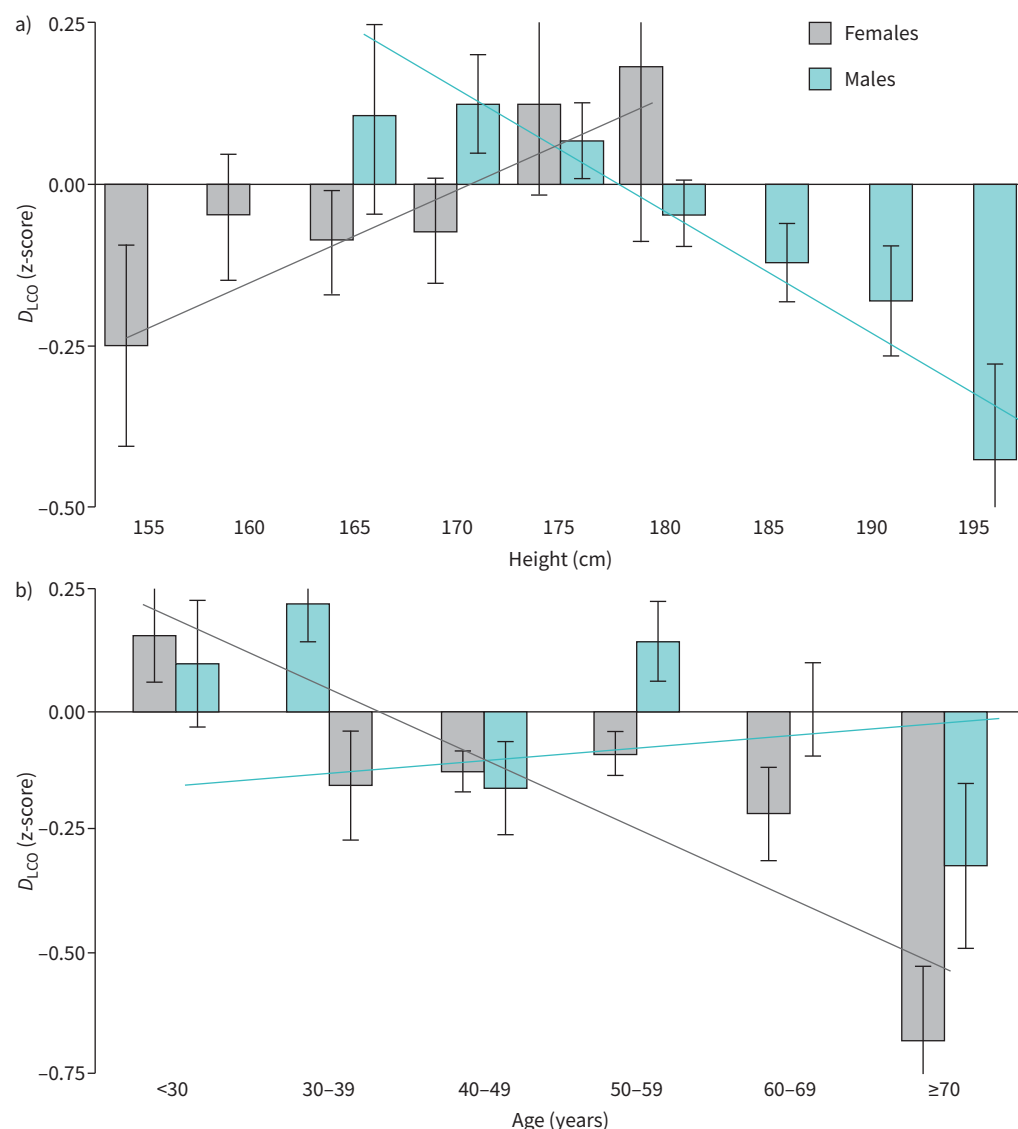 a)
0.25
0.00
–0.25
–0.50
DLCO (z-score)
Females
Males
155 160 165 170 175 180 185 190 195
Height (cm)
b)
0.25
0.00
–0.25
–0.50
–0.75
DLCO (z-score)
<30 30–39 40–49 50–59 60–69 ≥70
Age (years)